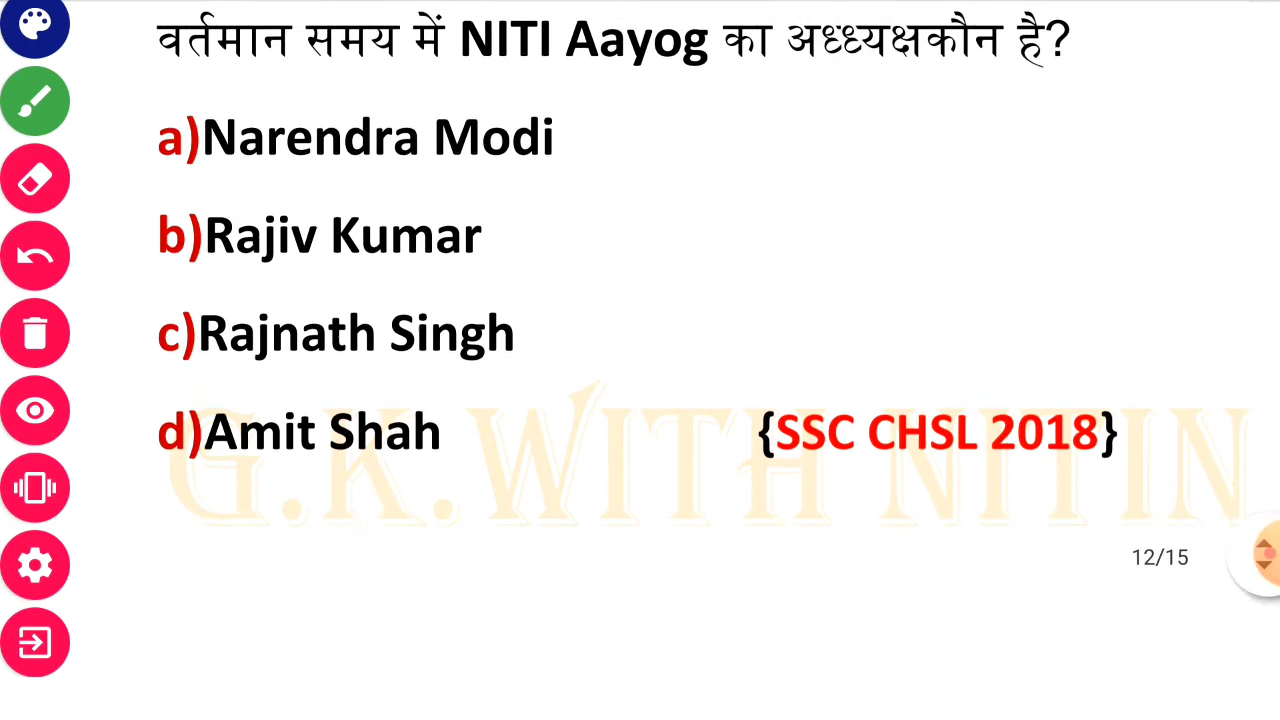 वर्तमान समय में NITI Aayog का अध्ध्यक्षकौन है?
a)Narendra Modi
b)Rajiv Kumar
c)Rajnath Singh
d)Amit Shah {SSC CHSL 2018}
G.K.WITH NITIN
12/15